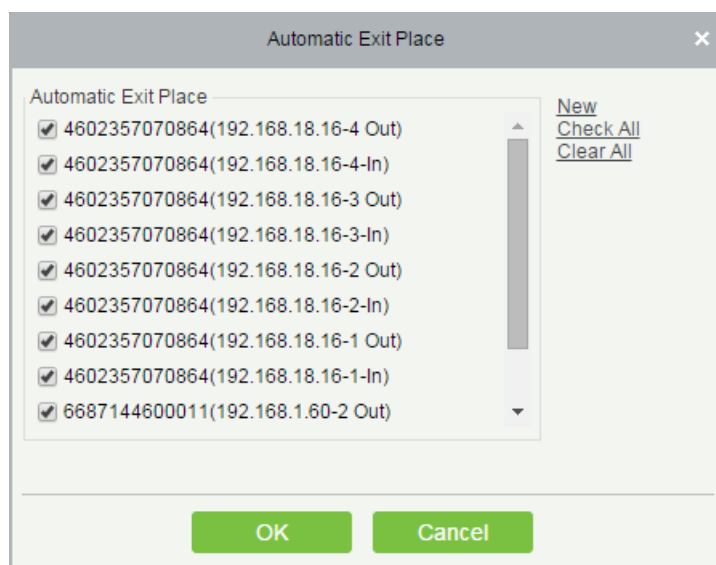 Automatic Exit Place
Automatic Exit Place
4602357070864(192.168.18.16-4 Out)
4602357070864(192.168.18.16-4-In)
4602357070864(192.168.18.16-3 Out)
4602357070864(192.168.18.16-3-In)
4602357070864(192.168.18.16-2 Out)
4602357070864(192.168.18.16-2-In)
4602357070864(192.168.18.16-1 Out)
4602357070864(192.168.18.16-1-In)
6687144600011(192.168.1.60-2 Out)
New
Check All
Clear All
OK
Cancel